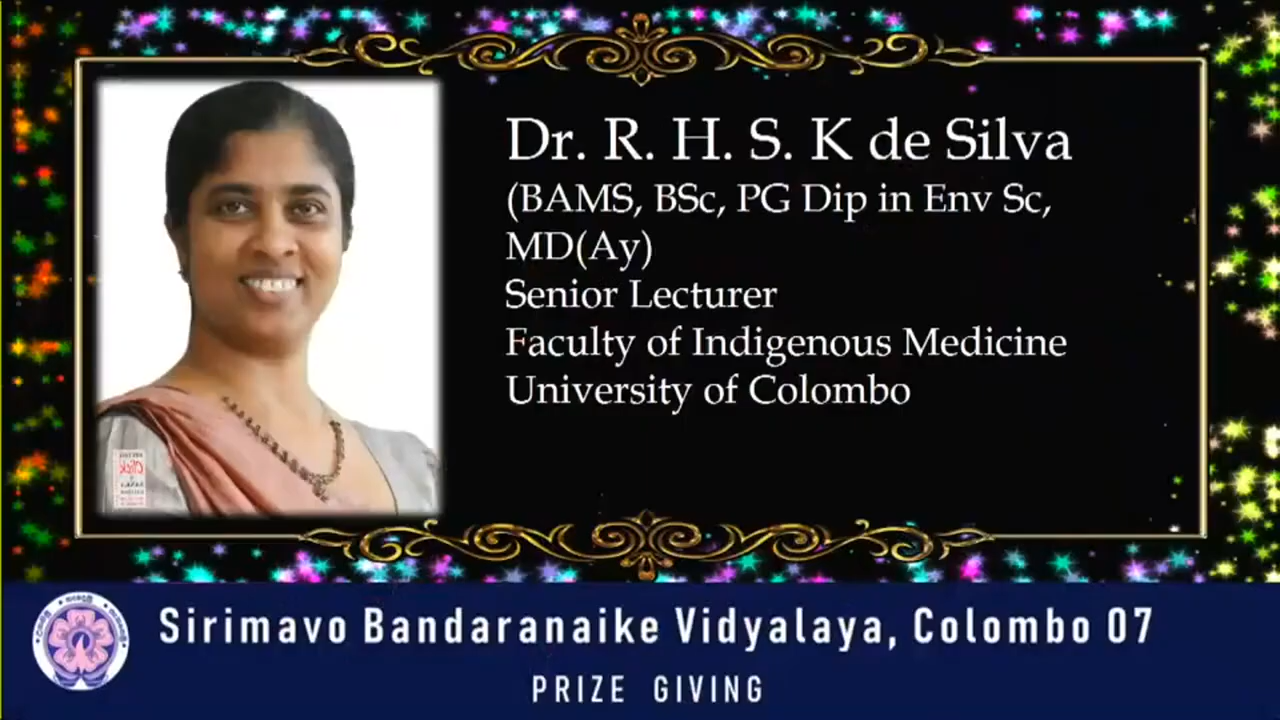 Dr. R. H. S. K de Silva
(BAMS, BSc, PG Dip in Env Sc,
MD(Ay)
Senior Lecturer
Faculty of Indigenous Medicine
University of Colombo
Sirimavo Bandaranaike Vidyalaya, Colombo 07
PRIZE GIVING